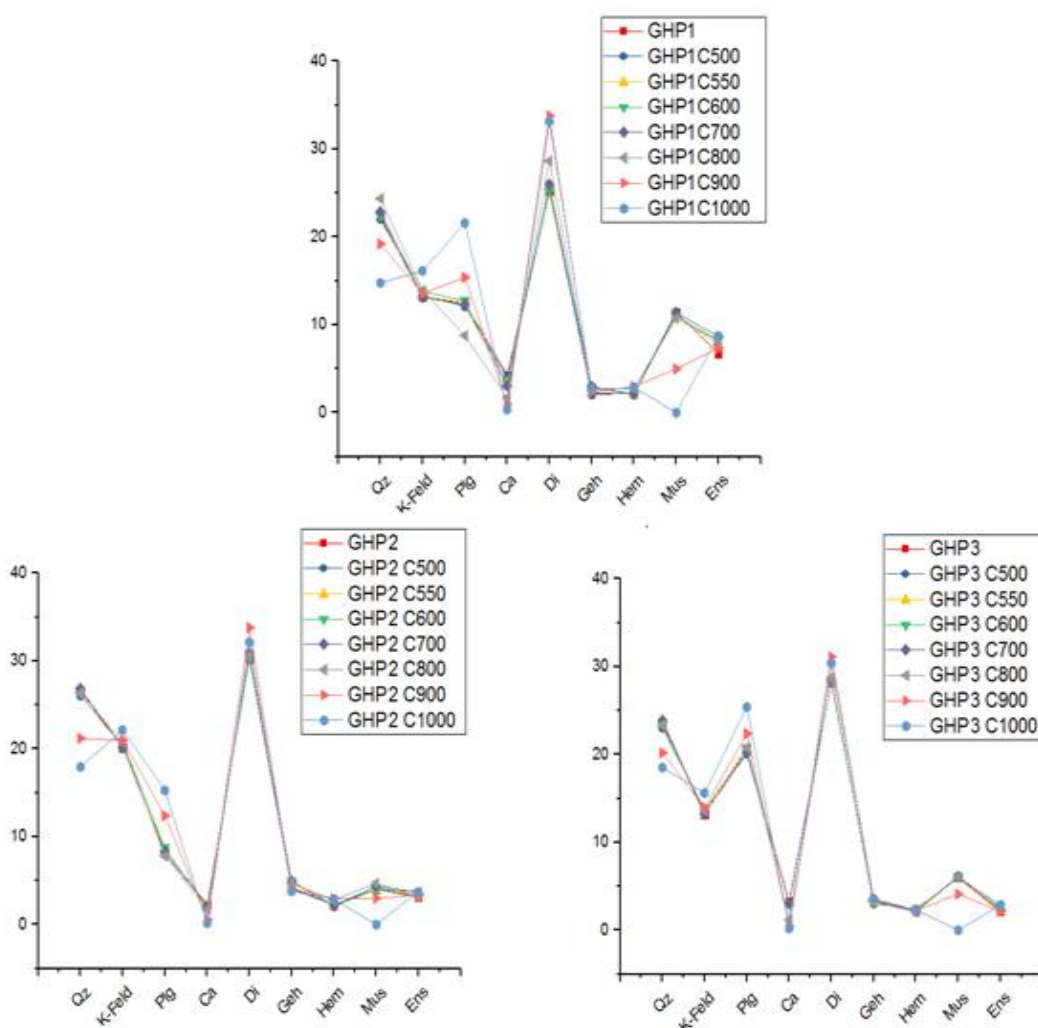 GHP1
GHP1C500
GHP1C550
GHP1C600
GHP1C700
GHP1C800
GHP1C900
GHP1C1000
40
30
20
10
0
Qz K-Feld Plg Ca Di Geh Hem Mus Ens
GHP2
GHP2 C500
GHP2 C550
GHP2 C600
GHP2 C700
GHP2 C800
GHP2 C900
GHP2 C1000
40
30
20
10
0
Qz K-Feld Plg Ca Di Geh Hem Mus Ens
GHP3
GHP3 C500
GHP3 C550
GHP3 C600
GHP3 C700
GHP3 C800
GHP3 C900
GHP3 C1000
40
30
20
10
0
Qz K-Feld Plg Ca Di Geh Hem Mus Ens